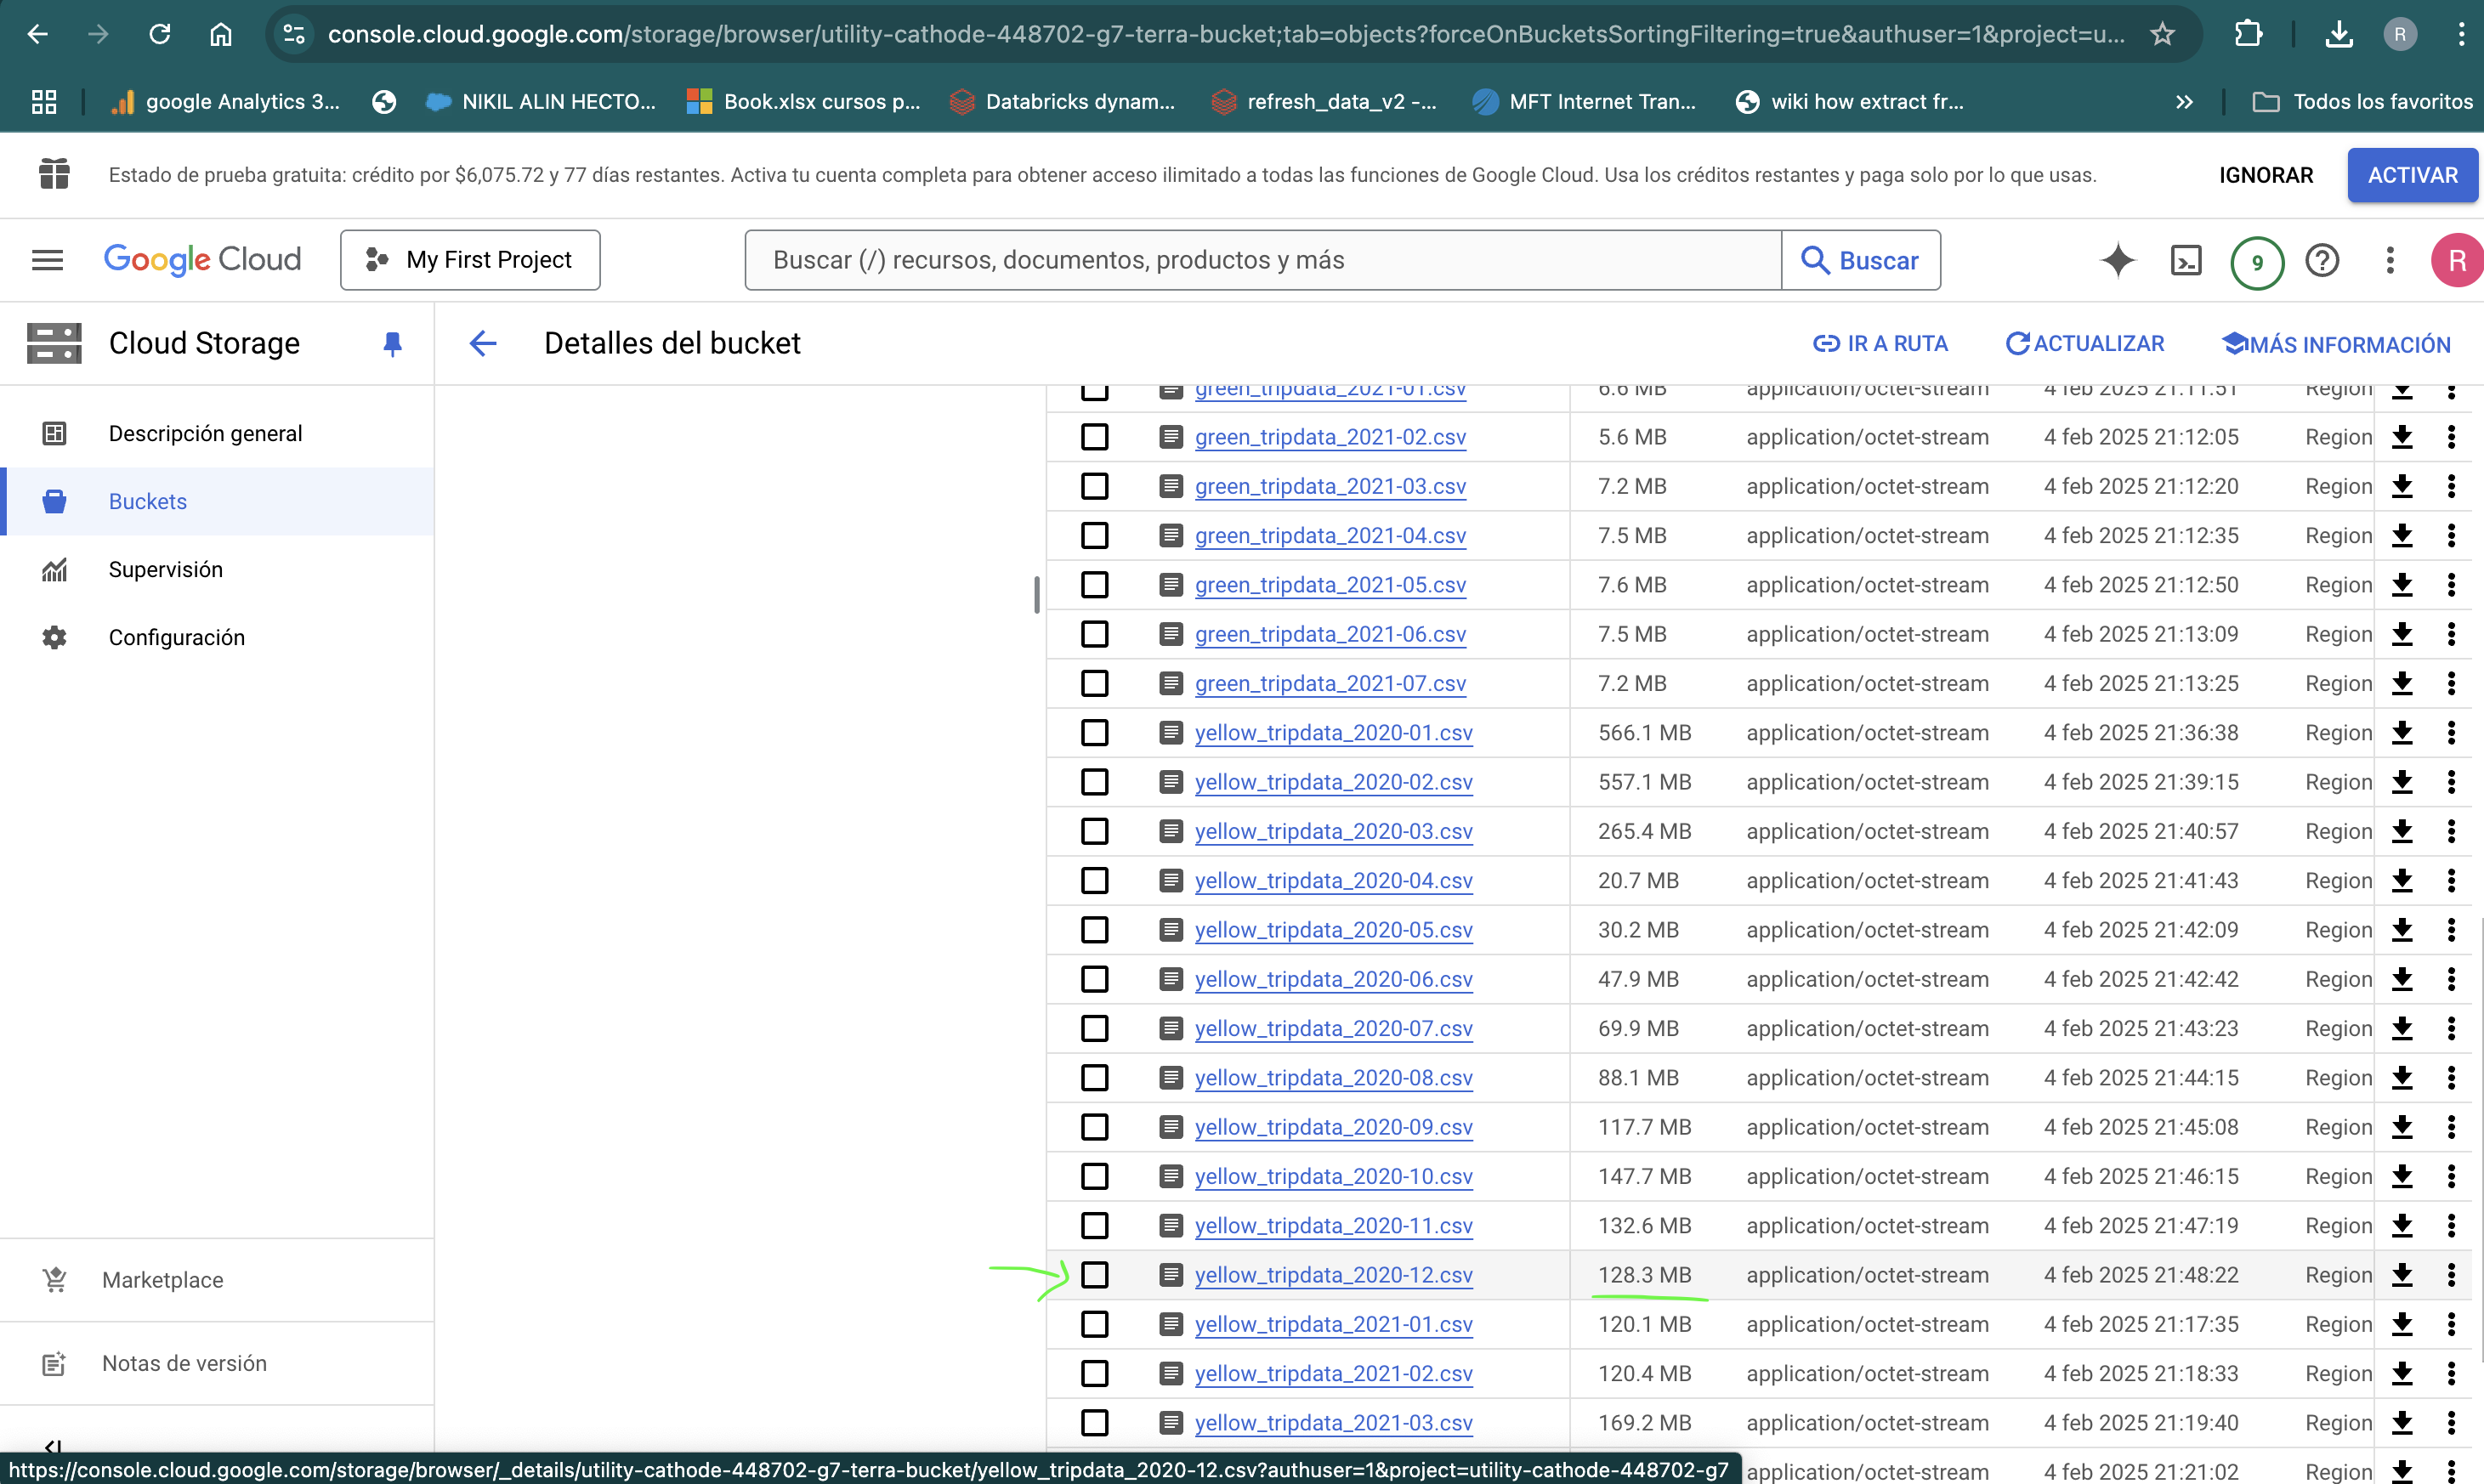 console.cloud.google.com/storage/browser/utility-cathode-448702-g7-terra-bucket;tab=objects?forceOnBucketsSortingFiltering=true&authuser=1&project=u...
R
google Analytics 3...
NIKIL ALIN HECTO...
Book.xlsx cursos p...
Databricks dynam...
refresh_data_v2 -...
MFT Internet Tran...
wiki how extract fr...
Todos los favoritos
Estado de prueba gratuita: crédito por $6,075.72 y 77 días restantes. Activa tu cuenta completa para obtener acceso ilimitado a todas las funciones de Google Cloud. Usa los créditos restantes y paga solo por lo que usas.
IGNORAR
ACTIVAR
Google Cloud
My First Project
Buscar (/) recursos, documentos, productos y más
Buscar
9
R
Cloud Storage
Detalles del bucket
IR A RUTA
ACTUALIZAR
MÁS INFORMACIÓN
Descripción general
Buckets
Supervisión
Configuración
Marketplace
Notas de versión
green_tripdata_2021-01.csv 6.6 MB application/octet-stream 4 feb 2025 21:11:51 Region
green_tripdata_2021-02.csv 5.6 MB application/octet-stream 4 feb 2025 21:12:05 Region
green_tripdata_2021-03.csv 7.2 MB application/octet-stream 4 feb 2025 21:12:20 Region
green_tripdata_2021-04.csv 7.5 MB application/octet-stream 4 feb 2025 21:12:35 Region
green_tripdata_2021-05.csv 7.6 MB application/octet-stream 4 feb 2025 21:12:50 Region
green_tripdata_2021-06.csv 7.5 MB application/octet-stream 4 feb 2025 21:13:09 Region
green_tripdata_2021-07.csv 7.2 MB application/octet-stream 4 feb 2025 21:13:25 Region
yellow_tripdata_2020-01.csv 566.1 MB application/octet-stream 4 feb 2025 21:36:38 Region
yellow_tripdata_2020-02.csv 557.1 MB application/octet-stream 4 feb 2025 21:39:15 Region
yellow_tripdata_2020-03.csv 265.4 MB application/octet-stream 4 feb 2025 21:40:57 Region
yellow_tripdata_2020-04.csv 20.7 MB application/octet-stream 4 feb 2025 21:41:43 Region
yellow_tripdata_2020-05.csv 30.2 MB application/octet-stream 4 feb 2025 21:42:09 Region
yellow_tripdata_2020-06.csv 47.9 MB application/octet-stream 4 feb 2025 21:42:42 Region
yellow_tripdata_2020-07.csv 69.9 MB application/octet-stream 4 feb 2025 21:43:23 Region
yellow_tripdata_2020-08.csv 88.1 MB application/octet-stream 4 feb 2025 21:44:15 Region
yellow_tripdata_2020-09.csv 117.7 MB application/octet-stream 4 feb 2025 21:45:08 Region
yellow_tripdata_2020-10.csv 147.7 MB application/octet-stream 4 feb 2025 21:46:15 Region
yellow_tripdata_2020-11.csv 132.6 MB application/octet-stream 4 feb 2025 21:47:19 Region
yellow_tripdata_2020-12.csv 128.3 MB application/octet-stream 4 feb 2025 21:48:22 Region
yellow_tripdata_2021-01.csv 120.1 MB application/octet-stream 4 feb 2025 21:17:35 Region
yellow_tripdata_2021-02.csv 120.4 MB application/octet-stream 4 feb 2025 21:18:33 Region
yellow_tripdata_2021-03.csv 169.2 MB application/octet-stream 4 feb 2025 21:19:40 Region
application/octet-stream 4 feb 2025 21:21:02 Region
https://console.cloud.google.com/storage/browser/_details/utility-cathode-448702-g7-terra-bucket/yellow_tripdata_2020-12.csv?authuser=1&project=utility-cathode-448702-g7